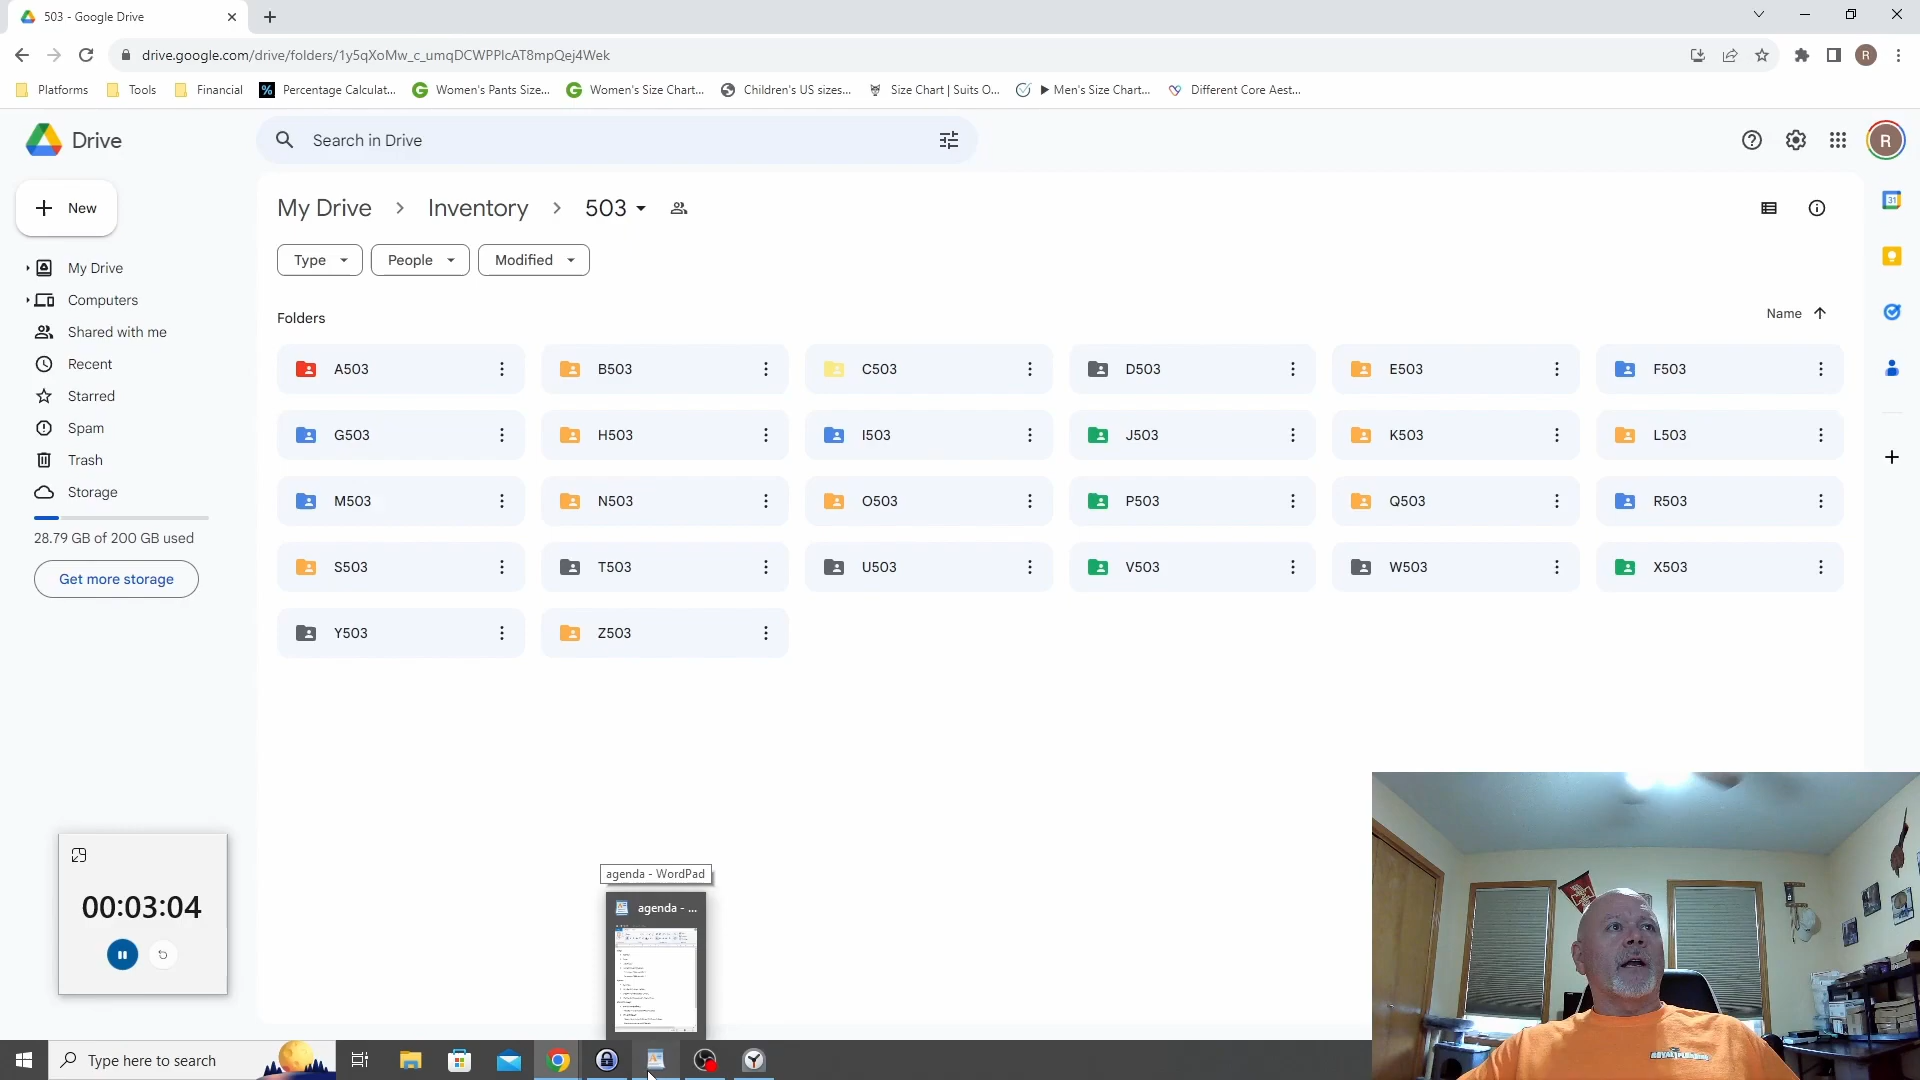 503 - Google Drive
drive.google.com/drive/folders/1y5qXoMw_c_umqDCWPPIcAT8mpQej4Wek
R
Platforms Tools Financial % Percentage Calculat... Women's Pants Size... Women's Size Chart... Children's US sizes... Size Chart | Suits O... ▶ Men's Size Chart... Different Core Aest...
Drive
Search in Drive
R
New
My Drive > Inventory > 503
31
Type People Modified
My Drive
Computers
Shared with me
Recent
Starred
Spam
Trash
Storage
28.79 GB of 200 GB used
Get more storage
Folders
Name
A503 B503 C503 D503 E503 F503
G503 H503 I503 J503 K503 L503
M503 N503 O503 P503 Q503 R503
S503 T503 U503 V503 W503 X503
Y503 Z503
00:03:04
agenda - WordPad
agenda - ...
Type here to search